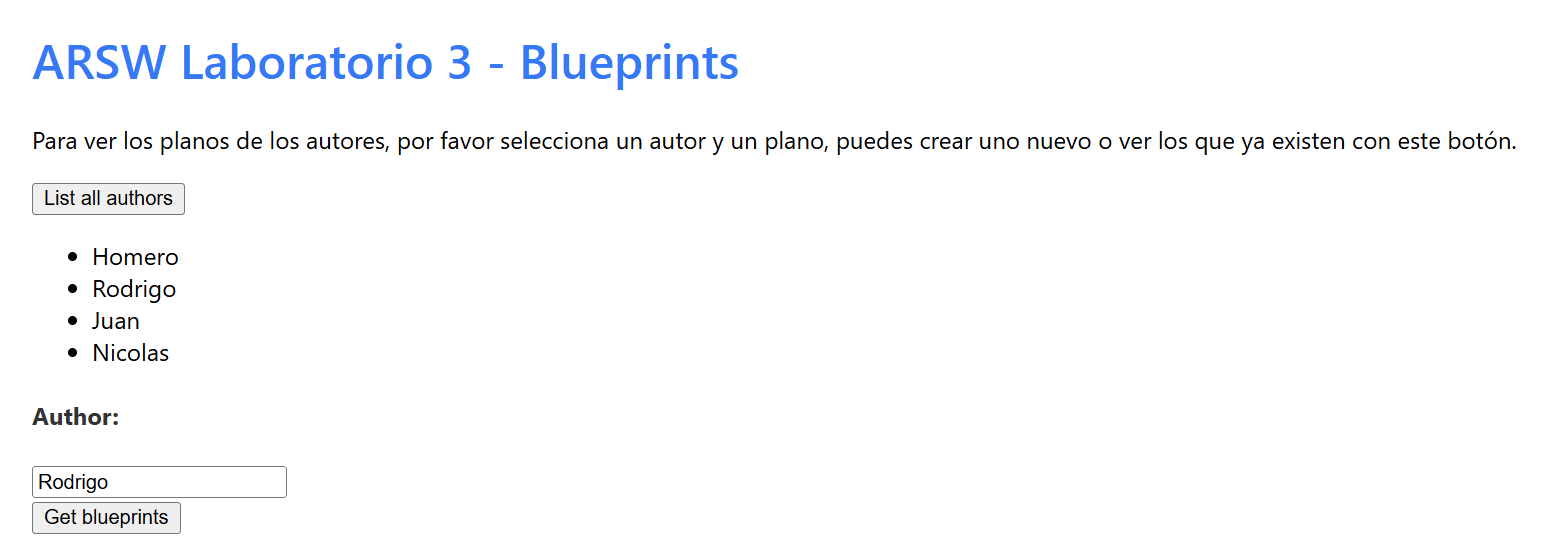 ARSW Laboratorio 3 - Blueprints
Para ver los planos de los autores, por favor selecciona un autor y un plano, puedes crear uno nuevo o ver los que ya existen con este botón.
List all authors
Homero
Rodrigo
Juan
Nicolas
Author:
Rodrigo
Get blueprints